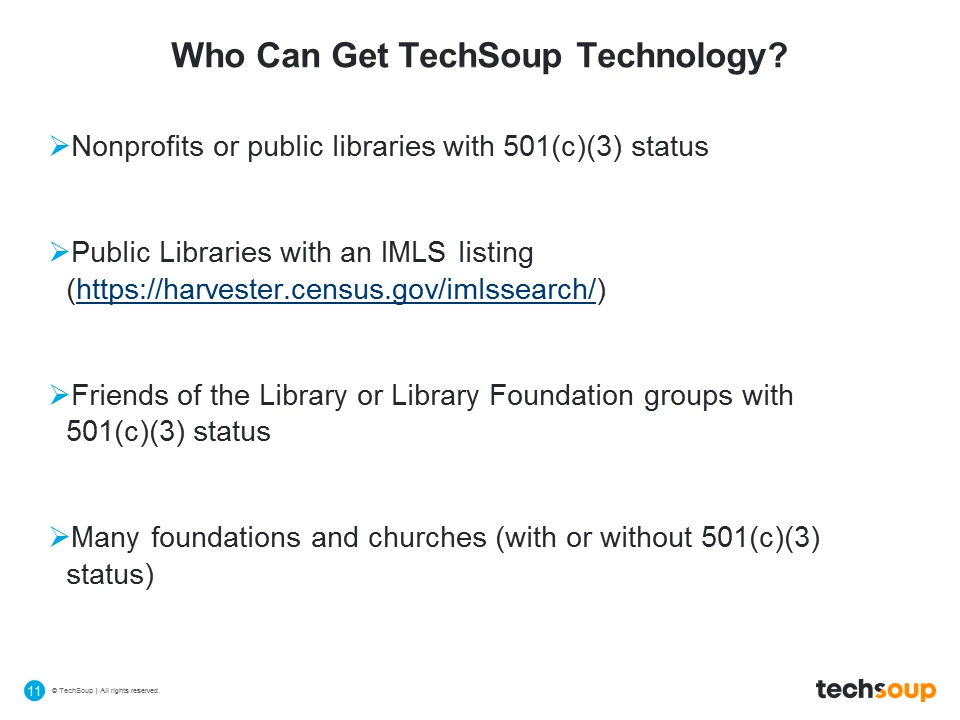 Who Can Get TechSoup Technology?
Nonprofits or public libraries with 501(c)(3) status
Public Libraries with an IMLS listing
(https://harvester.census.gov/imlssearch/)
Friends of the Library or Library Foundation groups with
501(c)(3) status
Many foundations and churches (with or without 501(c)(3)
status)
11 © TechSoup | All rights reserved.
techsoup